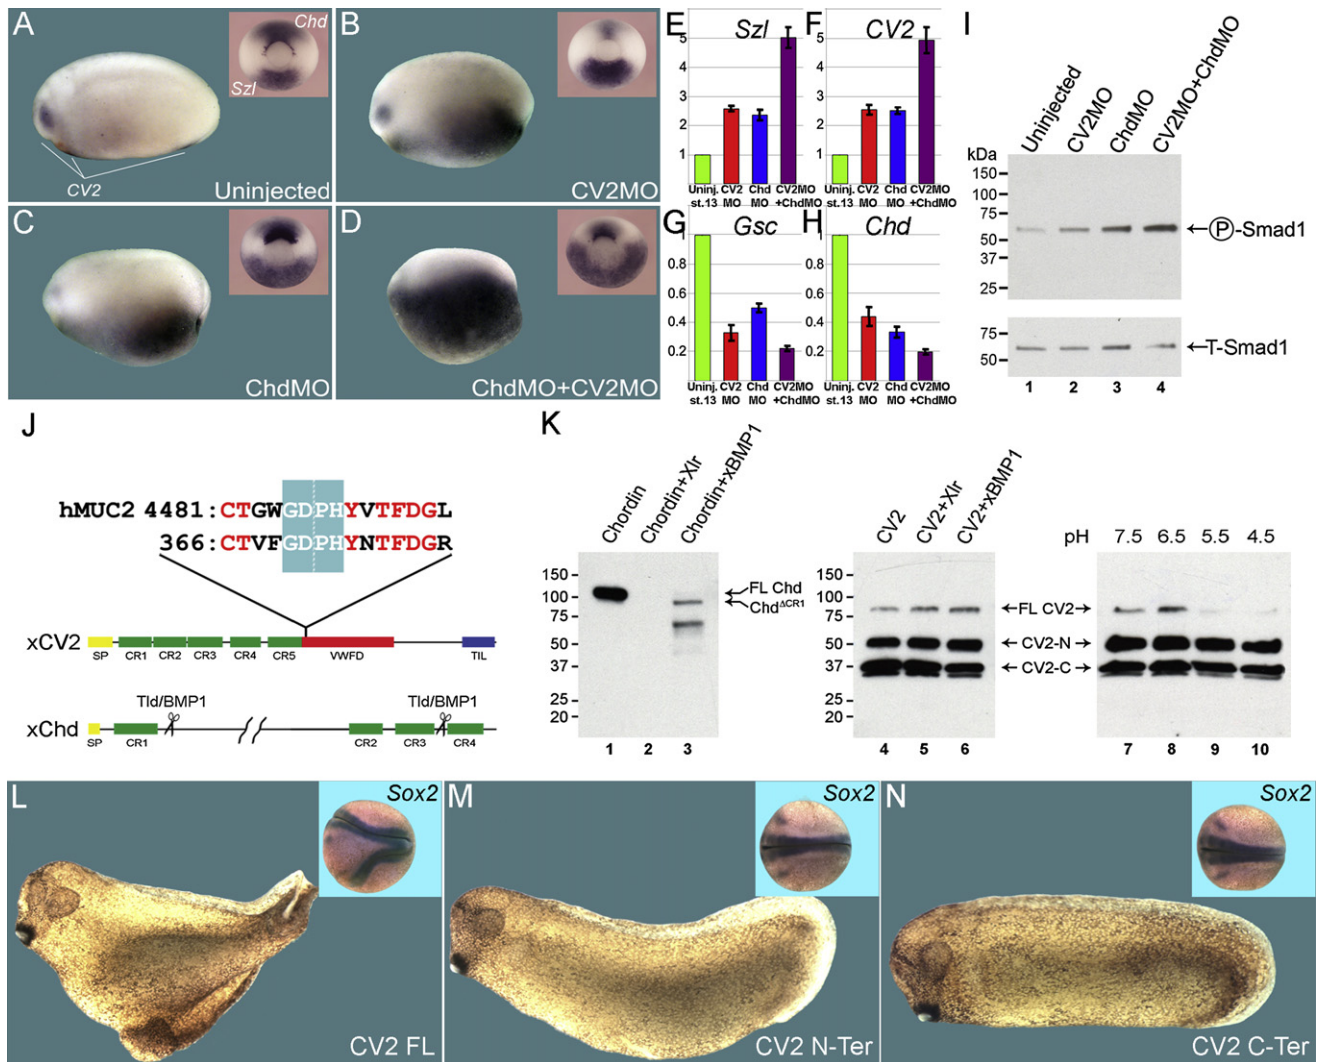 A
Chd
Szl
CV2
Uninjected
B
CV2MO
C
ChdMO
D
ChdMO+CV2MO
E
Szl
5
4
3
2
1
Uninj. CV2 Chd CV2MO
st.13 MO MO +ChdMO
F
CV2
5
4
3
2
1
Uninj. CV2 Chd CV2MO
st.13 MO MO +ChdMO
G
Gsc
0.8
0.6
0.4
0.2
Uninj. CV2 Chd CV2MO
st.13 MO MO +ChdMO
H
Chd
0.8
0.6
0.4
0.2
Uninj. CV2 Chd CV2MO
st.13 MO MO +ChdMO
I
Uninjected
CV2MO
ChdMO
CV2MO+ChdMO
kDa
150
100
75
50
37
25
P-Smad1
75
50
T-Smad1
1 2 3 4
J
hMUC2 4481:CTGWGDPHYVTFDGL
366:CTVFGDPHYNTFDGR
xCV2
SP CR1 CR2 CR3 CR4 CR5 VWFD TIL
Tld/BMP1 Tld/BMP1
xChd
SP CR1 CR2 CR3 CR4
K
Chordin
Chordin+Xlr
Chordin+xBMP1
150
100
75
50
37
25
20
FL Chd
ChdΔCR1
1 2 3
CV2
CV2+Xlr
CV2+xBMP1
150
100
75
50
37
25
20
FL CV2
CV2-N
CV2-C
4 5 6
pH 7.5 6.5 5.5 4.5
7 8 9 10
L
Sox2
CV2 FL
M
Sox2
CV2 N-Ter
N
Sox2
CV2 C-Ter